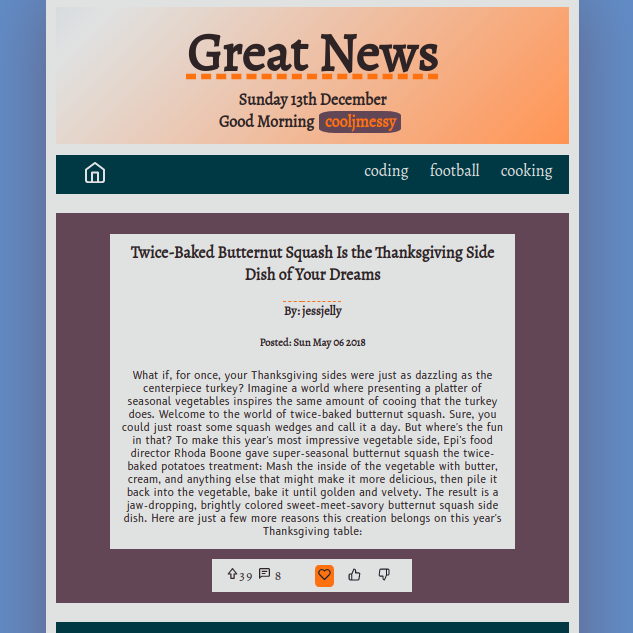 Great News
Sunday 13th December
Good Morning cooljmessy
coding football cooking
Twice-Baked Butternut Squash Is the Thanksgiving Side
Dish of Your Dreams
By: jessjelly
Posted: Sun May 06 2018
What if, for once, your Thanksgiving sides were just as dazzling as the
centerpiece turkey? Imagine a world where presenting a platter of
seasonal vegetables inspires the same amount of cooing that the turkey
does. Welcome to the world of twice-baked butternut squash. Sure, you
could just roast some squash wedges and call it a day. But where's the fun
in that? To make this year's most impressive vegetable side, Epi's food
director Rhoda Boone gave super-seasonal butternut squash the twice-
baked potatoes treatment: Mash the inside of the vegetable with butter,
cream, and anything else that might make it more delicious, then pile it
back into the vegetable, bake it until golden and velvety. The result is a
jaw-dropping, brightly colored sweet-meet-savory butternut squash side
dish. Here are just a few more reasons this creation belongs on this year's
Thanksgiving table:
39 8